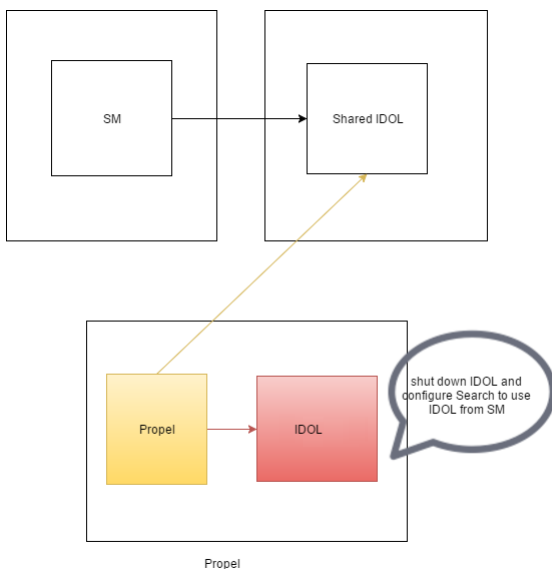 SM
Shared IDOL
shut down IDOL and
configure Search to use
IDOL from SM
Propel
IDOL
Propel